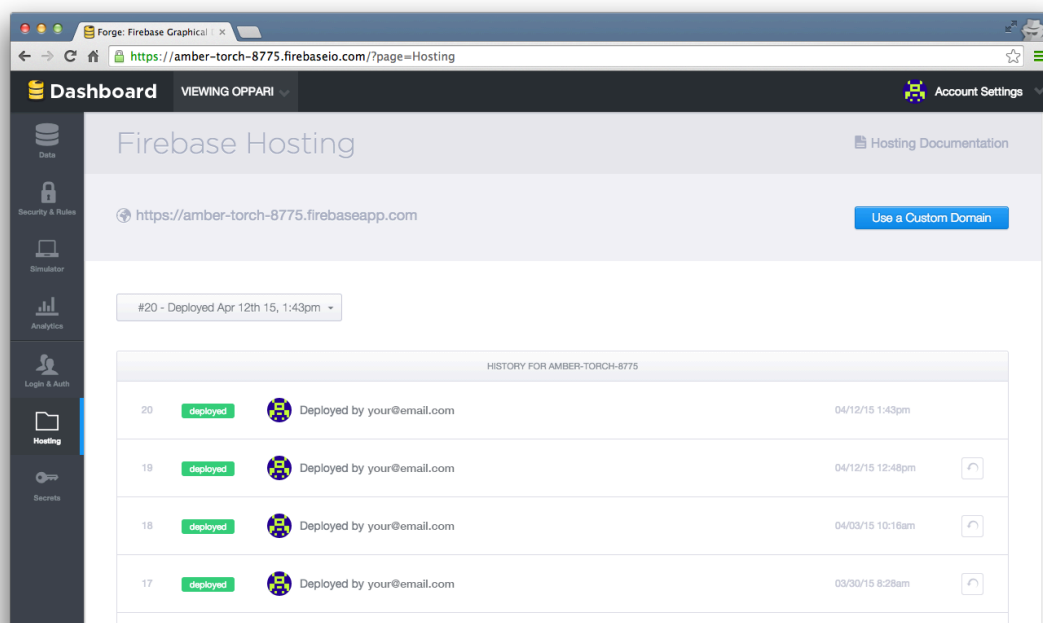 Forge: Firebase Graphical
https://amber-torch-8775.firebaseio.com/?page=Hosting
Dashboard VIEWING OPPARI Account Settings
Data
Security & Rules
Simulator
Analytics
Login & Auth
Hosting
Secrets
Firebase Hosting Hosting Documentation
https://amber-torch-8775.firebaseapp.com Use a Custom Domain
#20 - Deployed Apr 12th 15, 1:43pm
HISTORY FOR AMBER-TORCH-8775
20 deployed Deployed by your@email.com 04/12/15 1:43pm
19 deployed Deployed by your@email.com 04/12/15 12:48pm
18 deployed Deployed by your@email.com 04/03/15 10:16am
17 deployed Deployed by your@email.com 03/30/15 8:28am